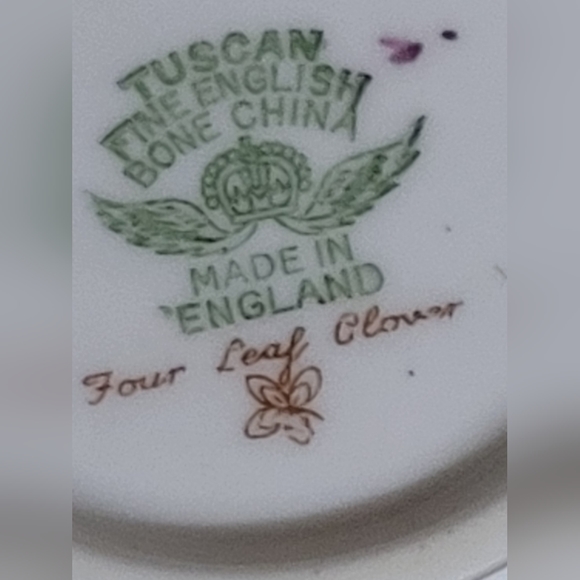 TUSCAN
FINE ENGLISH
BONE CHINA
MADE IN
ENGLAND
Four Leaf Clover